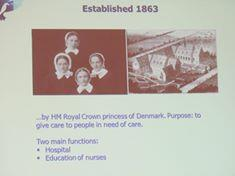 Established 1863
...by HM Royal Crown princess of Denmark. Purpose: to
give care to people in need of care.
Two main functions:
• Hospital
• Education of nurses